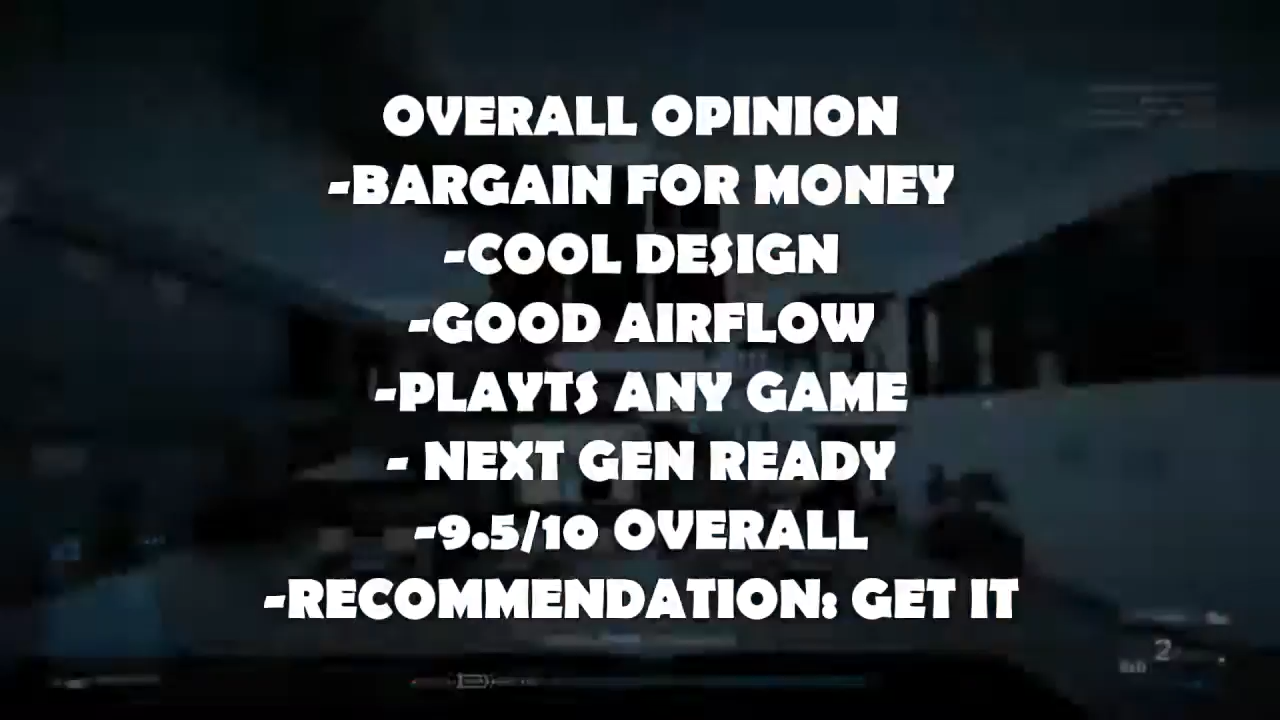 OVERALL OPINION
-BARGAIN FOR MONEY
-COOL DESIGN
-GOOD AIRFLOW
-PLAYTS ANY GAME
- NEXT GEN READY
-9.5/10 OVERALL
-RECOMMENDATION: GET IT
2